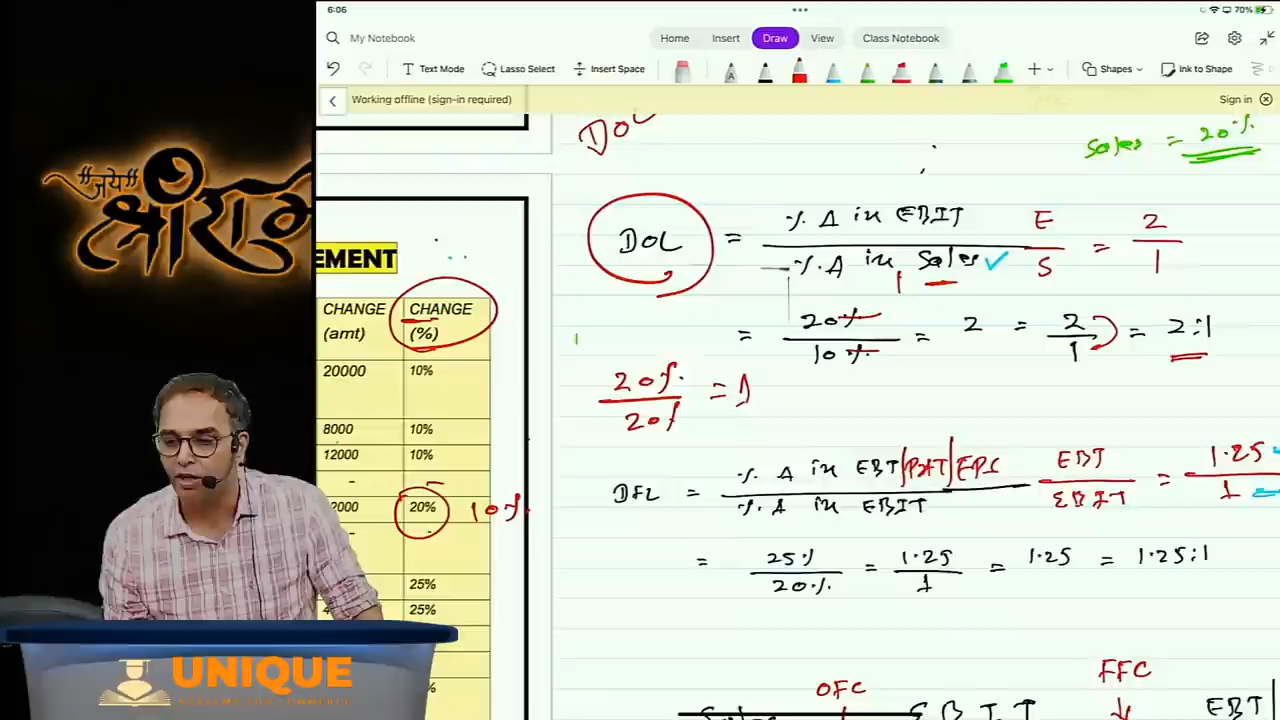 6:06
70%
My Notebook
Home
Insert
Draw
View
Class Notebook
Text Mode
Lasso Select
Insert Space
Shapes
Ink to Shape
Working offline (sign-in required)
Sign in
DOL
Sales = 20%
॥जय॥
श्रीराम
DOL = % Δ in EBIT / % Δ in Sales ✓ E / S = 2 / 1
EMENT
CHANGE (amt)
CHANGE (%)
= 20% / 10% = 2 = 2 / 1 = 2:1
20000 10%
20% / 20% = 1
8000 10%
12000 10%
- -
2000 20% 10%
- -
25%
4 25%
%
DFL = % Δ in EBT|PAT|EPS / % Δ in EBIT EBT / EBIT = 1.25 / 1
= 25% / 20% = 1.25 / 1 = 1.25 = 1.25:1
FFC
OFC
Sales EBIT EBT
UNIQUE